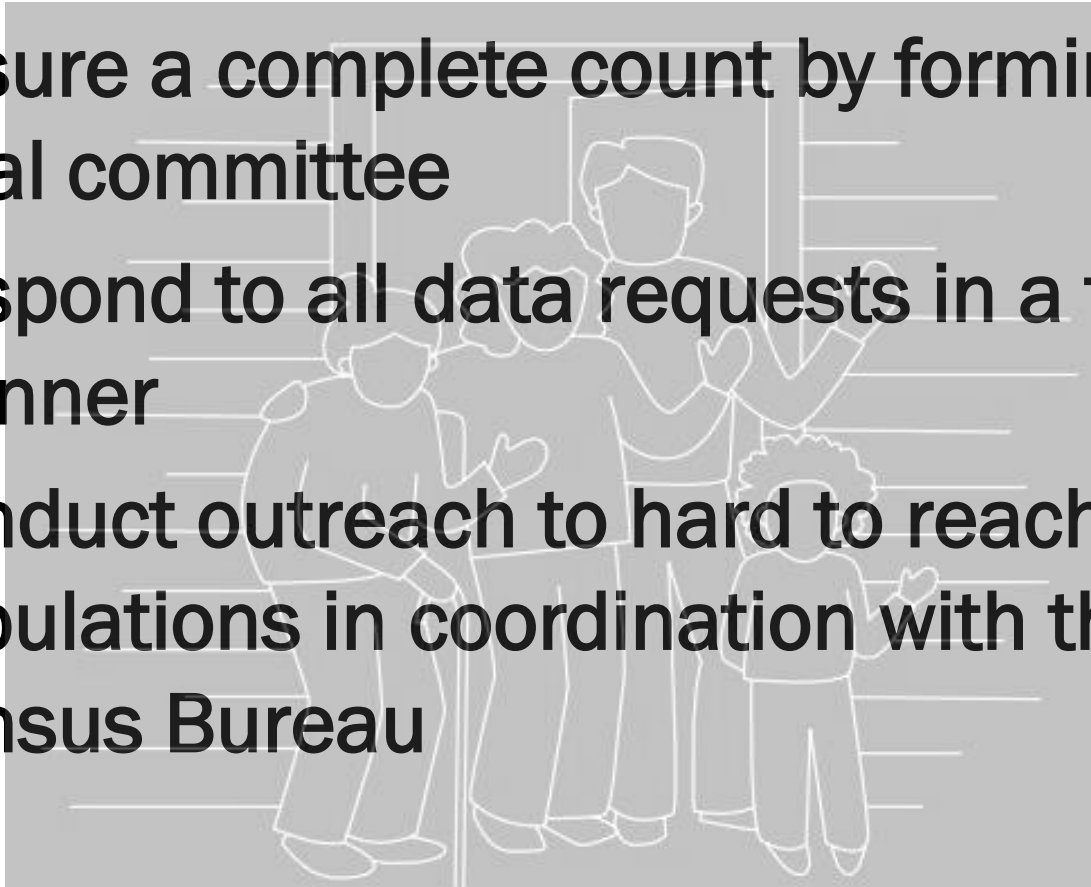 sure a complete count by formin
al committee
spond to all data requests in a
nner
nduct outreach to hard to reach
pulations in coordination with th
nsus Bureau